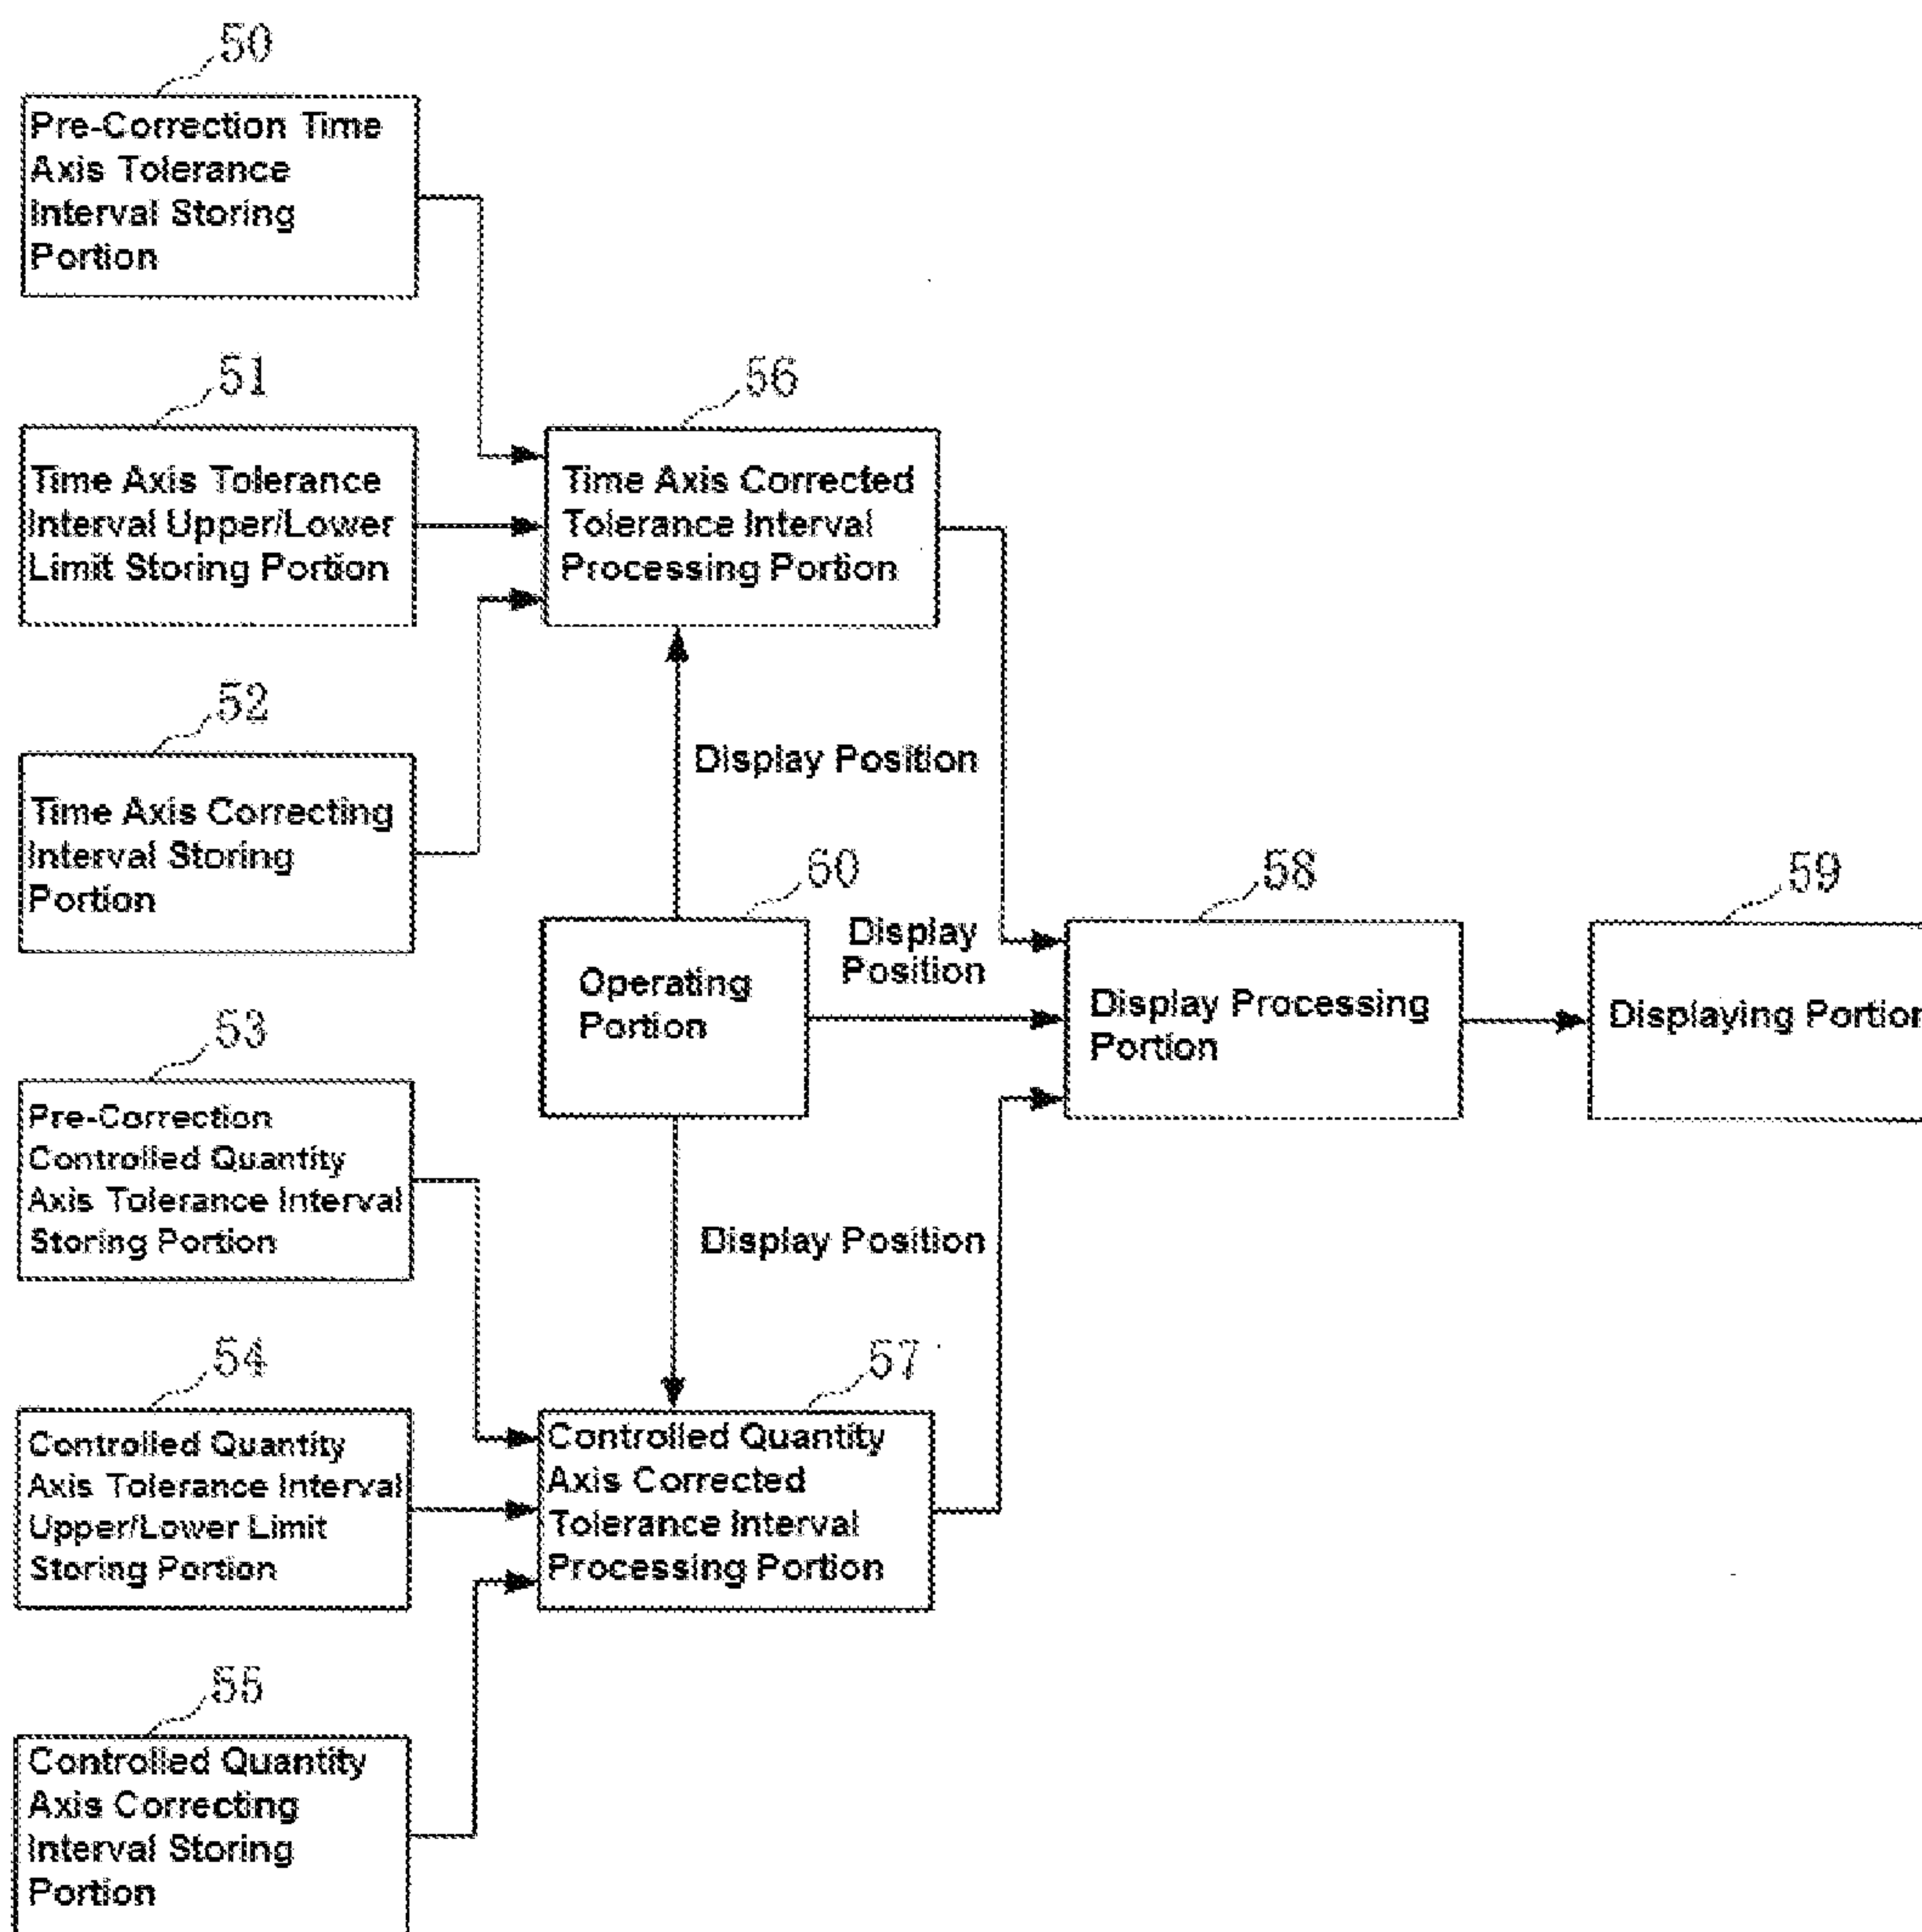 50
Pre-Correction Time
Axis Tolerance
Interval Storing
Portion
51
Time Axis Tolerance
Interval Upper/Lower
Limit Storing Portion
56
Time Axis Corrected
Tolerance Interval
Processing Portion
52
Time Axis Correcting
Interval Storing
Portion
Display Position
60
Operating
Portion
Display
Position
58
Display Processing
Portion
59
Displaying Portion
53
Pre-Correction
Controlled Quantity
Axis Tolerance Interval
Storing Portion
Display Position
54
Controlled Quantity
Axis Tolerance Interval
Upper/Lower Limit
Storing Portion
57
Controlled Quantity
Axis Corrected
Tolerance Interval
Processing Portion
55
Controlled Quantity
Axis Correcting
Interval Storing
Portion